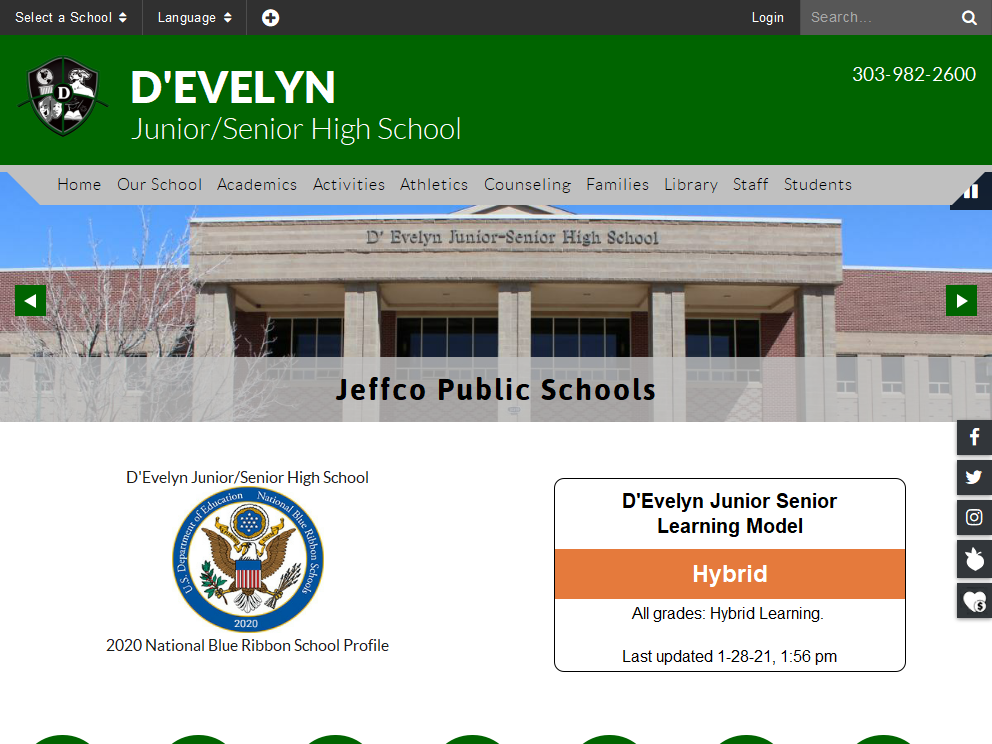 Select a School
Language
Login
Search...
D
D'EVELYN
Junior/Senior High School
303-982-2600
Home
Our School
Academics
Activities
Athletics
Counseling
Families
Library
Staff
Students
D' Evelyn Junior-Senior High School
Jeffco Public Schools
D'Evelyn Junior/Senior High School
U.S. Department of Education
National Blue Ribbon Schools
2020
2020 National Blue Ribbon School Profile
D'Evelyn Junior Senior
Learning Model
Hybrid
All grades: Hybrid Learning.
Last updated 1-28-21, 1:56 pm